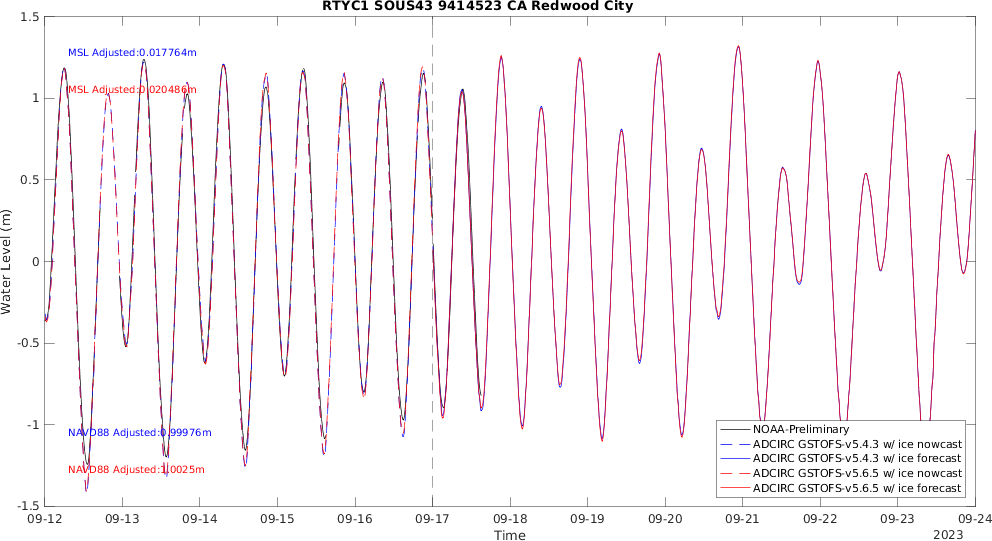 RTYC1 SOUS43 9414523 CA Redwood City
1.5
1
0.5
0
-0.5
-1
-1.5
Water Level (m)
MSL Adjusted:0.017764m
MSL Adjusted:0.020486m
NAVD88 Adjusted:0.99976m
NAVD88 Adjusted:1.0025m
NOAA-Preliminary
ADCIRC GSTOFS-v5.4.3 w/ ice nowcast
ADCIRC GSTOFS-v5.4.3 w/ ice forecast
ADCIRC GSTOFS-v5.6.5 w/ ice nowcast
ADCIRC GSTOFS-v5.6.5 w/ ice forecast
09-12 09-13 09-14 09-15 09-16 09-17 09-18 09-19 09-20 09-21 09-22 09-23 09-24
Time
2023